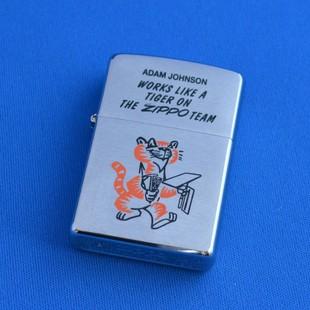 ADAM JOHNSON
WORKS LIKE A
TIGER ON
THE ZIPPO TEAM